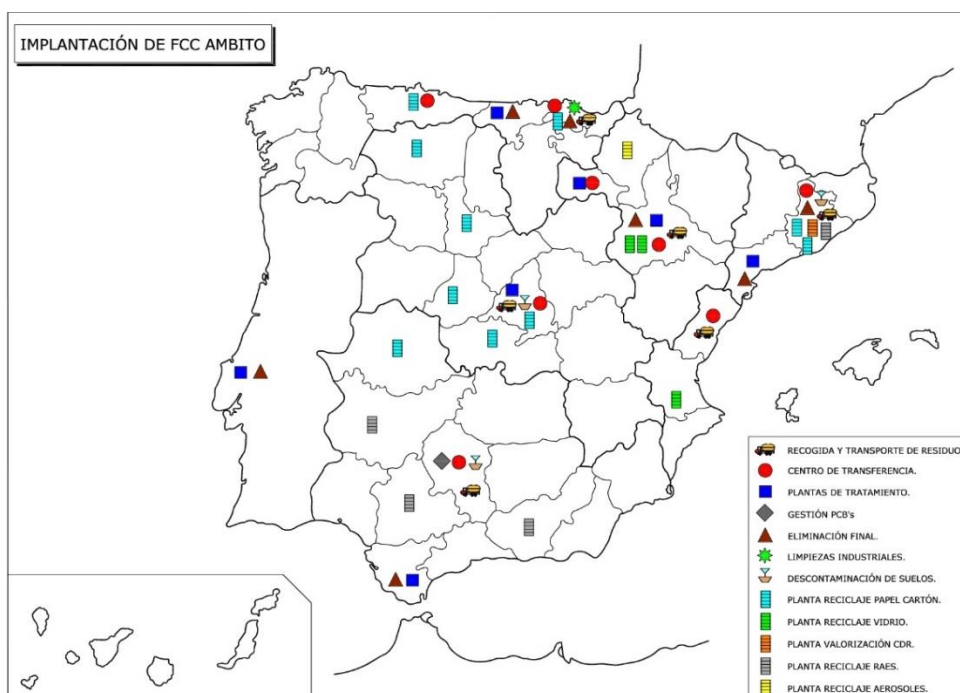 IMPLANTACIÓN DE FCC AMBITO
RECOGIDA Y TRANSPORTE DE RESIDUO
CENTRO DE TRANSFERENCIA.
PLANTAS DE TRATAMIENTO.
GESTIÓN PCB's
ELIMINACIÓN FINAL.
LIMPIEZAS INDUSTRIALES.
DESCONTAMINACIÓN DE SUELOS.
PLANTA RECICLAJE PAPEL CARTÓN.
PLANTA RECICLAJE VIDRIO.
PLANTA VALORIZACIÓN CDR.
PLANTA RECICLAJE RAES.
PLANTA RECICLAJE AEROSOLES.